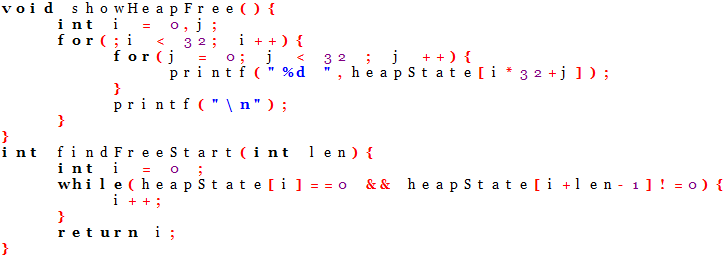 void showHeapFree(){
int i = 0,j;
for(;i < 32; i++){
for(j = 0; j < 32 ; j ++){
printf("%d ",heapState[i*32+j]);
}
printf("\n");
}
}
int findFreeStart(int len){
int i = 0 ;
while(heapState[i]==0 && heapState[i+len-1]!=0){
i++;
}
return i;
}